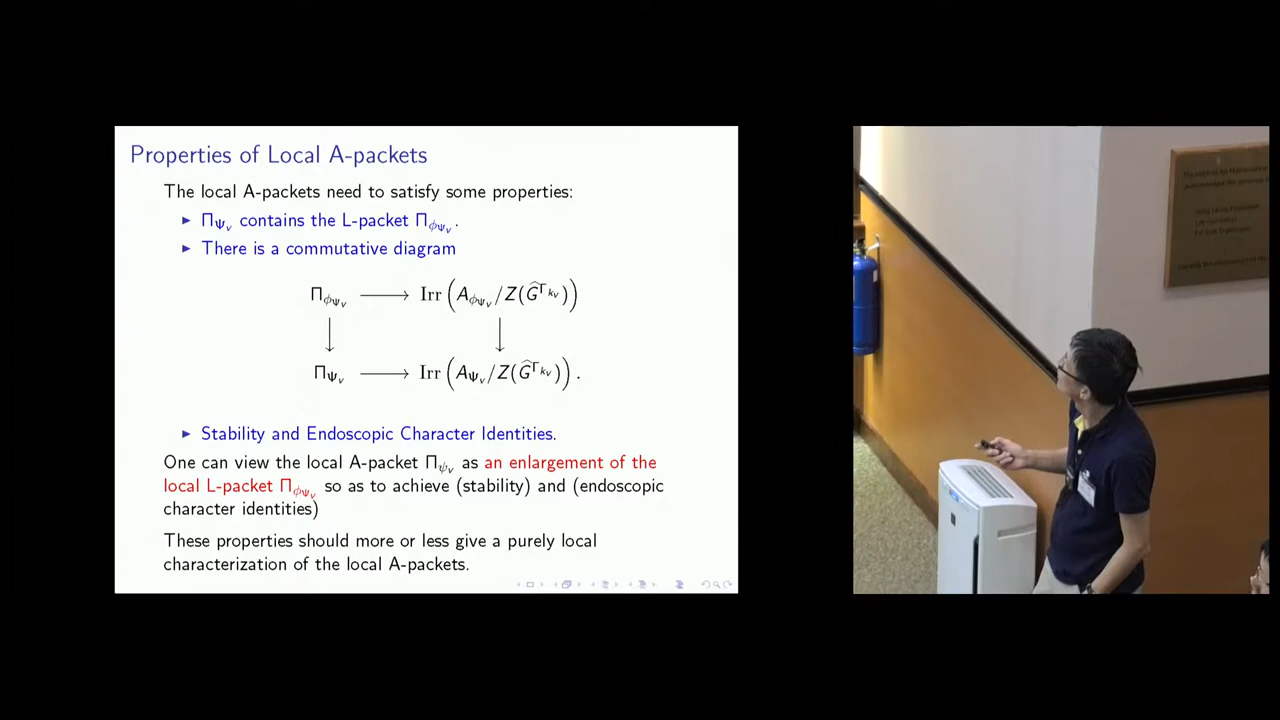 Properties of Local A-packets
The local A-packets need to satisfy some properties:
▶ Π_{Ψ_v} contains the L-packet Π_{ϕ_{Ψ_v}}.
▶ There is a commutative diagram
Π_{ϕ_{Ψ_v}} ⟶ Irr (A_{ϕ_{Ψ_v}}/Z(Ĝ^{Γ_{k_v}}))
↓ ↓
Π_{Ψ_v} ⟶ Irr (A_{Ψ_v}/Z(Ĝ^{Γ_{k_v}})).
▶ Stability and Endoscopic Character Identities.
One can view the local A-packet Π_{ψ_v} as an enlargement of the
local L-packet Π_{ϕ_{Ψ_v}} so as to achieve (stability) and (endoscopic
character identities)
These properties should more or less give a purely local
characterization of the local A-packets.